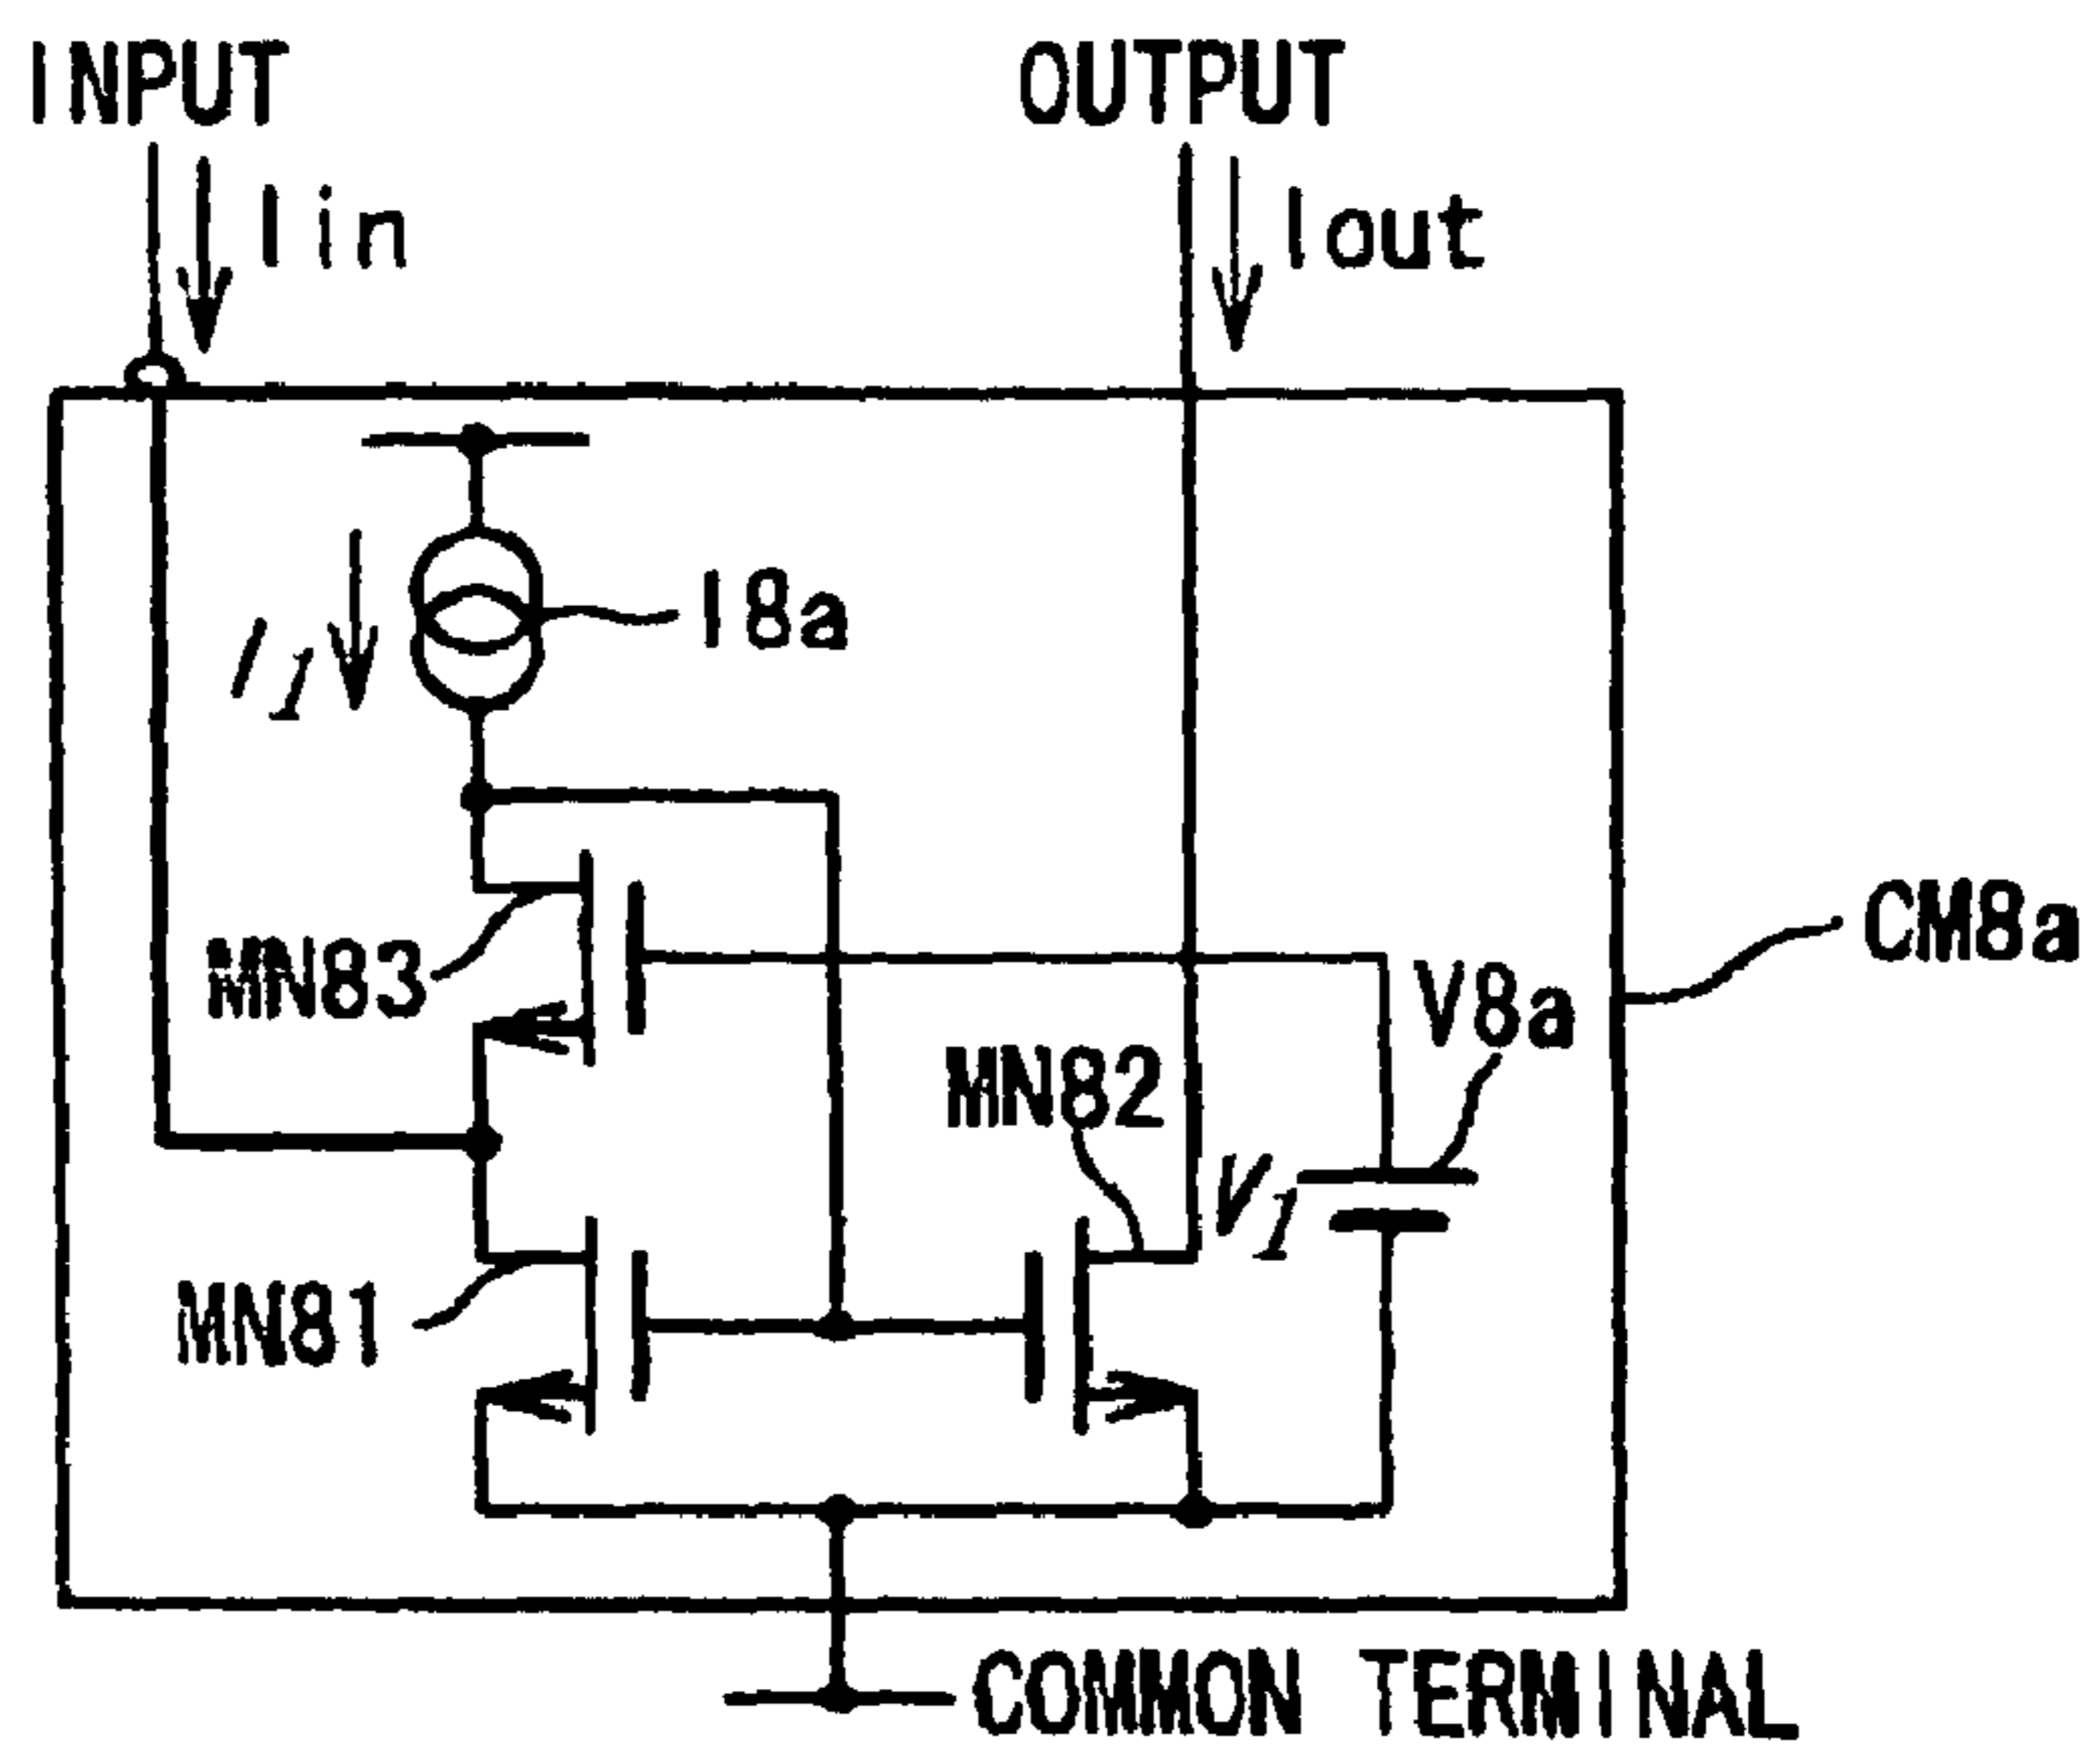 INPUT
OUTPUT
Iin
Iout
I8a
I1
CM8a
MN83
V8a
MN82
V1
MN81
COMMON TERMINAL